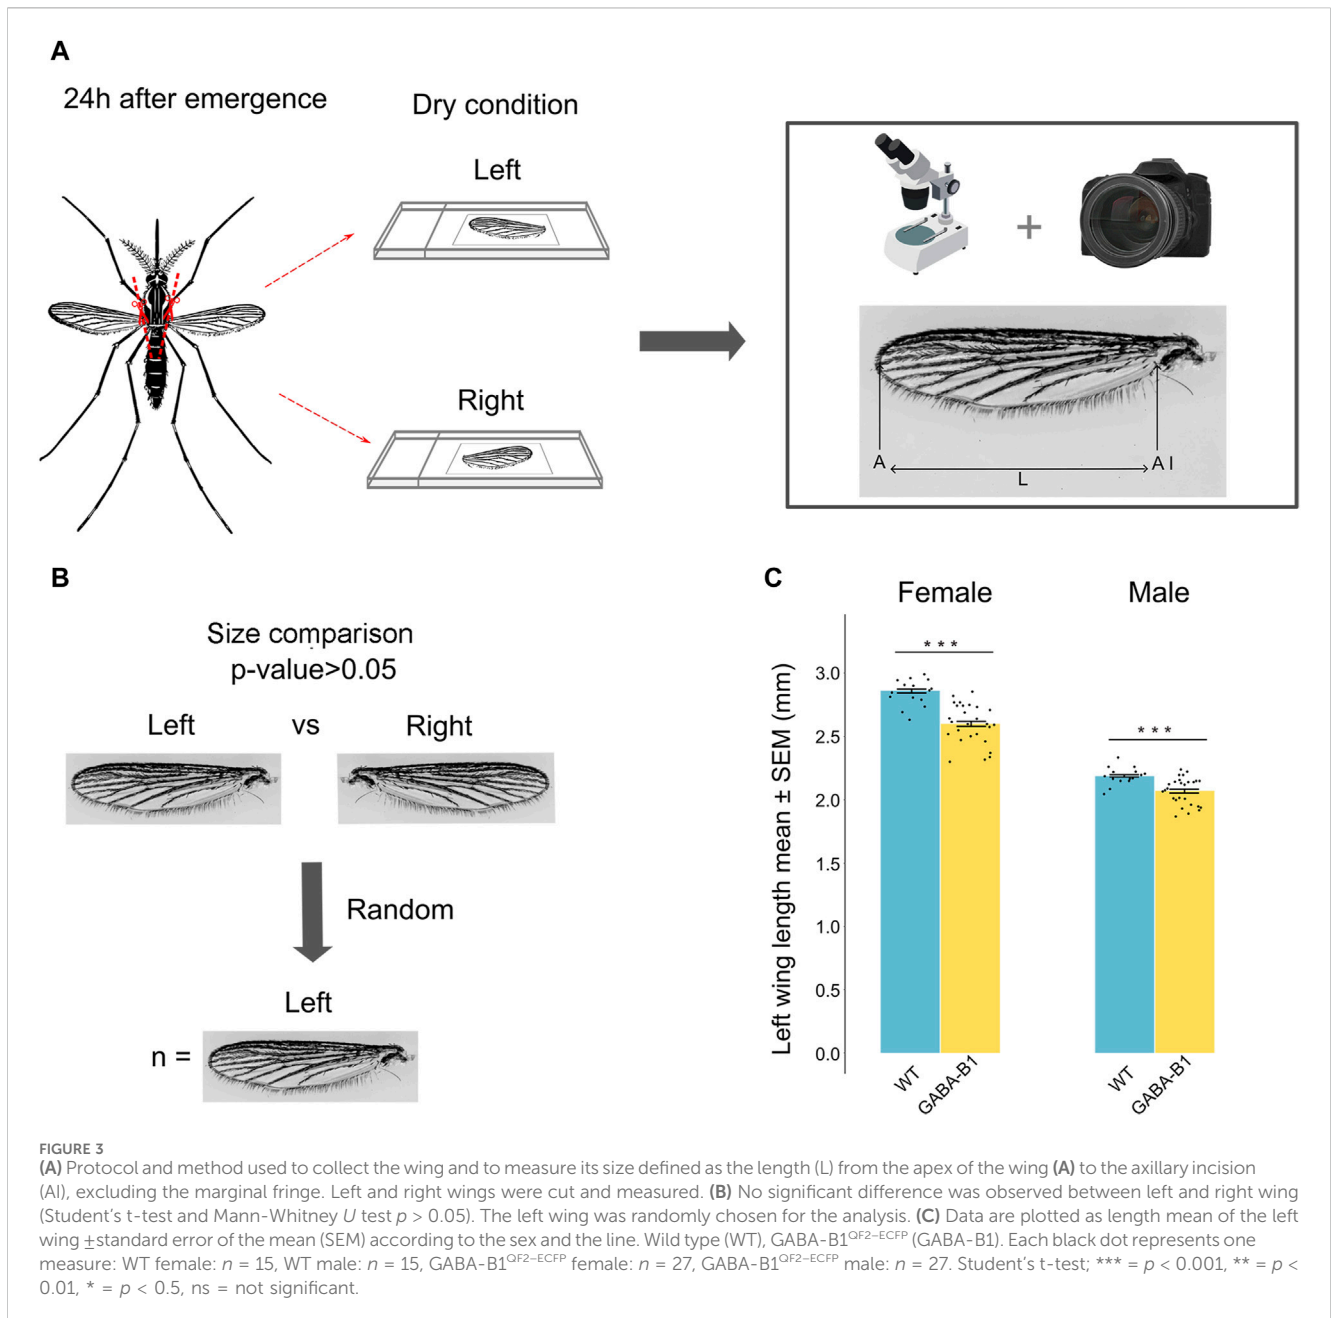 A
24h after emergence
Dry condition
Left
Right
+
A
L
A I
B
Size comparison
p-value>0.05
Left vs Right
Random
Left
n =
C
Female Male
Left wing length mean ± SEM (mm)
3.0
2.5
2.0
1.5
1.0
0.5
0.0
* * *
* * *
WT
GABA-B1
WT
GABA-B1
FIGURE 3
(A) Protocol and method used to collect the wing and to measure its size defined as the length (L) from the apex of the wing (A) to the axillary incision
(AI), excluding the marginal fringe. Left and right wings were cut and measured. (B) No significant difference was observed between left and right wing
(Student's t-test and Mann-Whitney U test p > 0.05). The left wing was randomly chosen for the analysis. (C) Data are plotted as length mean of the left
wing ±standard error of the mean (SEM) according to the sex and the line. Wild type (WT), GABA-B1QF2–ECFP (GABA-B1). Each black dot represents one
measure: WT female: n = 15, WT male: n = 15, GABA-B1QF2–ECFP female: n = 27, GABA-B1QF2–ECFP male: n = 27. Student's t-test; *** = p < 0.001, ** = p <
0.01, * = p < 0.5, ns = not significant.